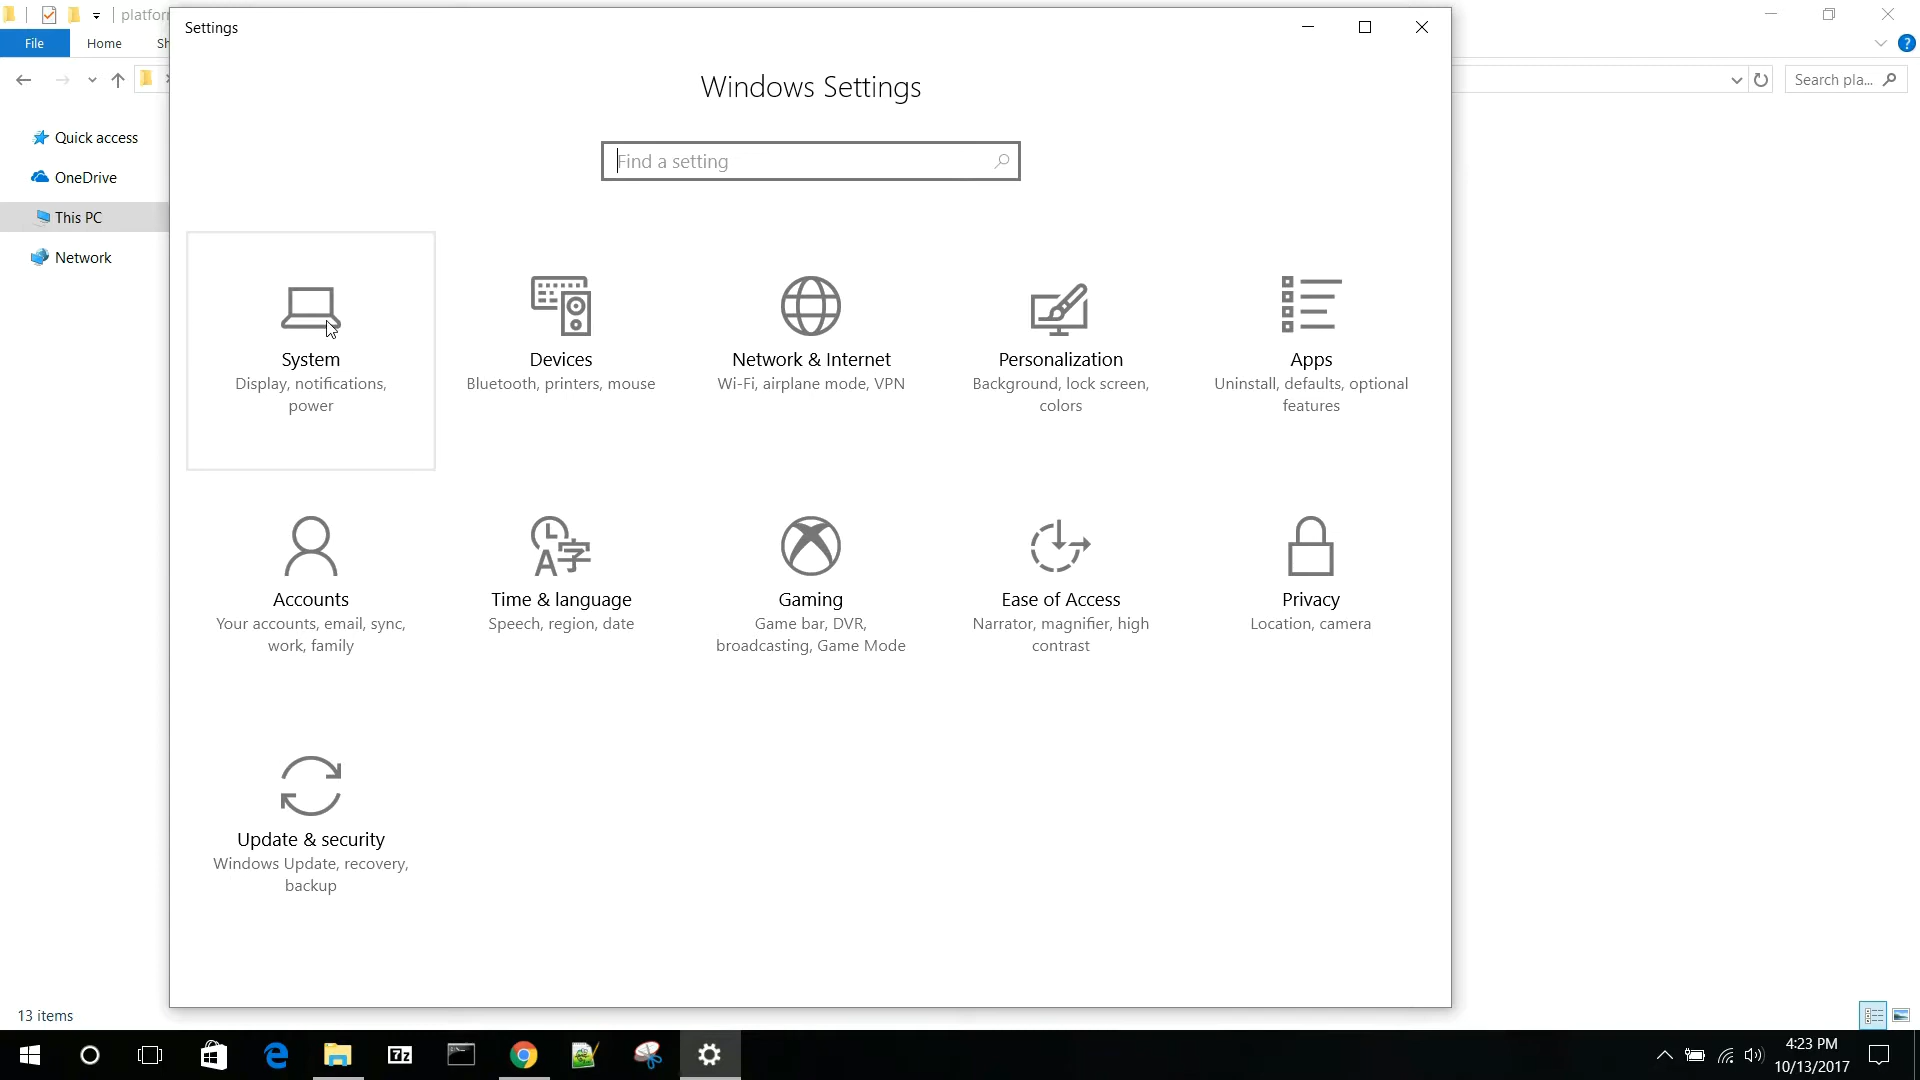 platfor
Settings
File
Home
Sh
Windows Settings
Search pla...
Find a setting
Quick access
OneDrive
This PC
Network
System
Display, notifications,
power
Devices
Bluetooth, printers, mouse
Network & Internet
Wi-Fi, airplane mode, VPN
Personalization
Background, lock screen,
colors
Apps
Uninstall, defaults, optional
features
Accounts
Your accounts, email, sync,
work, family
Time & language
Speech, region, date
Gaming
Game bar, DVR,
broadcasting, Game Mode
Ease of Access
Narrator, magnifier, high
contrast
Privacy
Location, camera
Update & security
Windows Update, recovery,
backup
13 items
4:23 PM
10/13/2017